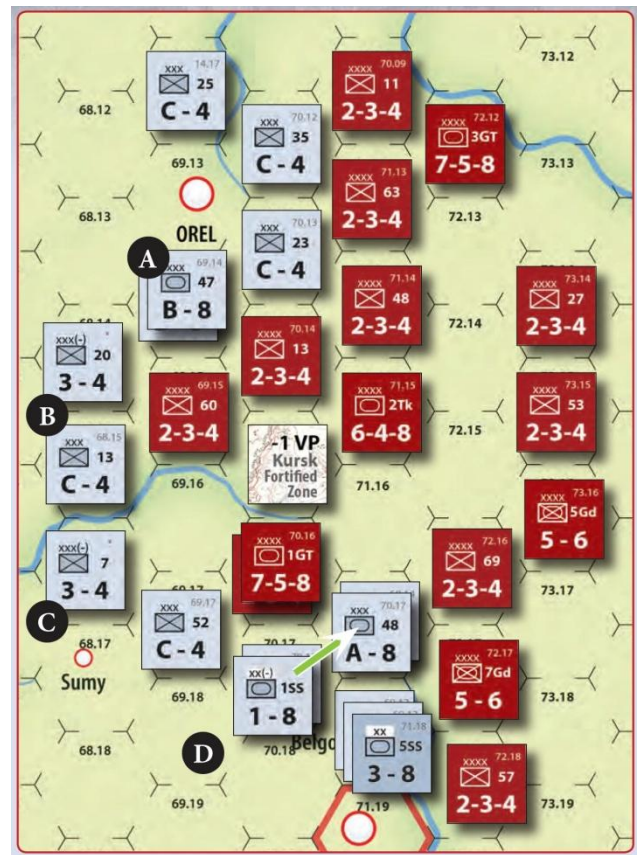 14.17
xxx
25
C - 4
70.09
xxxx
11
2-3-4
73.12
68.12
70.12
xxx
35
C - 4
72.12
xxxx
3GT
7-5-8
69.13
71.13
xxxx
63
2-3-4
73.13
68.13
OREL
70.13
xxx
23
C - 4
72.13
A
69.14
xxx
47
B - 8
71.14
xxxx
48
2-3-4
73.14
xxxx
27
2-3-4
72.14
70.14
xxxx
13
2-3-4
xxx(-)
20
3 - 4
B
69.15
xxxx
60
2-3-4
71.15
xxxx
2Tk
6-4-8
73.15
xxxx
53
2-3-4
72.15
68.15
xxx
13
C - 4
-1 VP
Kursk
Fortified
Zone
69.16
71.16
73.16
xxxx
5Gd
5 - 6
xxx(-)
7
3 - 4
C
70.16
xxxx
1GT
7-5-8
72.16
xxxx
69
2-3-4
73.17
69.17
xxx
52
C - 4
70.17
xxx
48
A - 8
68.17
Sumy
70.17
73.18
72.17
xxxx
7Gd
5 - 6
xx(-)
1SS
1 - 8
69.18
68.18
D
70.18
71.18
xx
5SS
3 - 8
72.18
xxxx
57
2-3-4
69.19
71.19
73.19